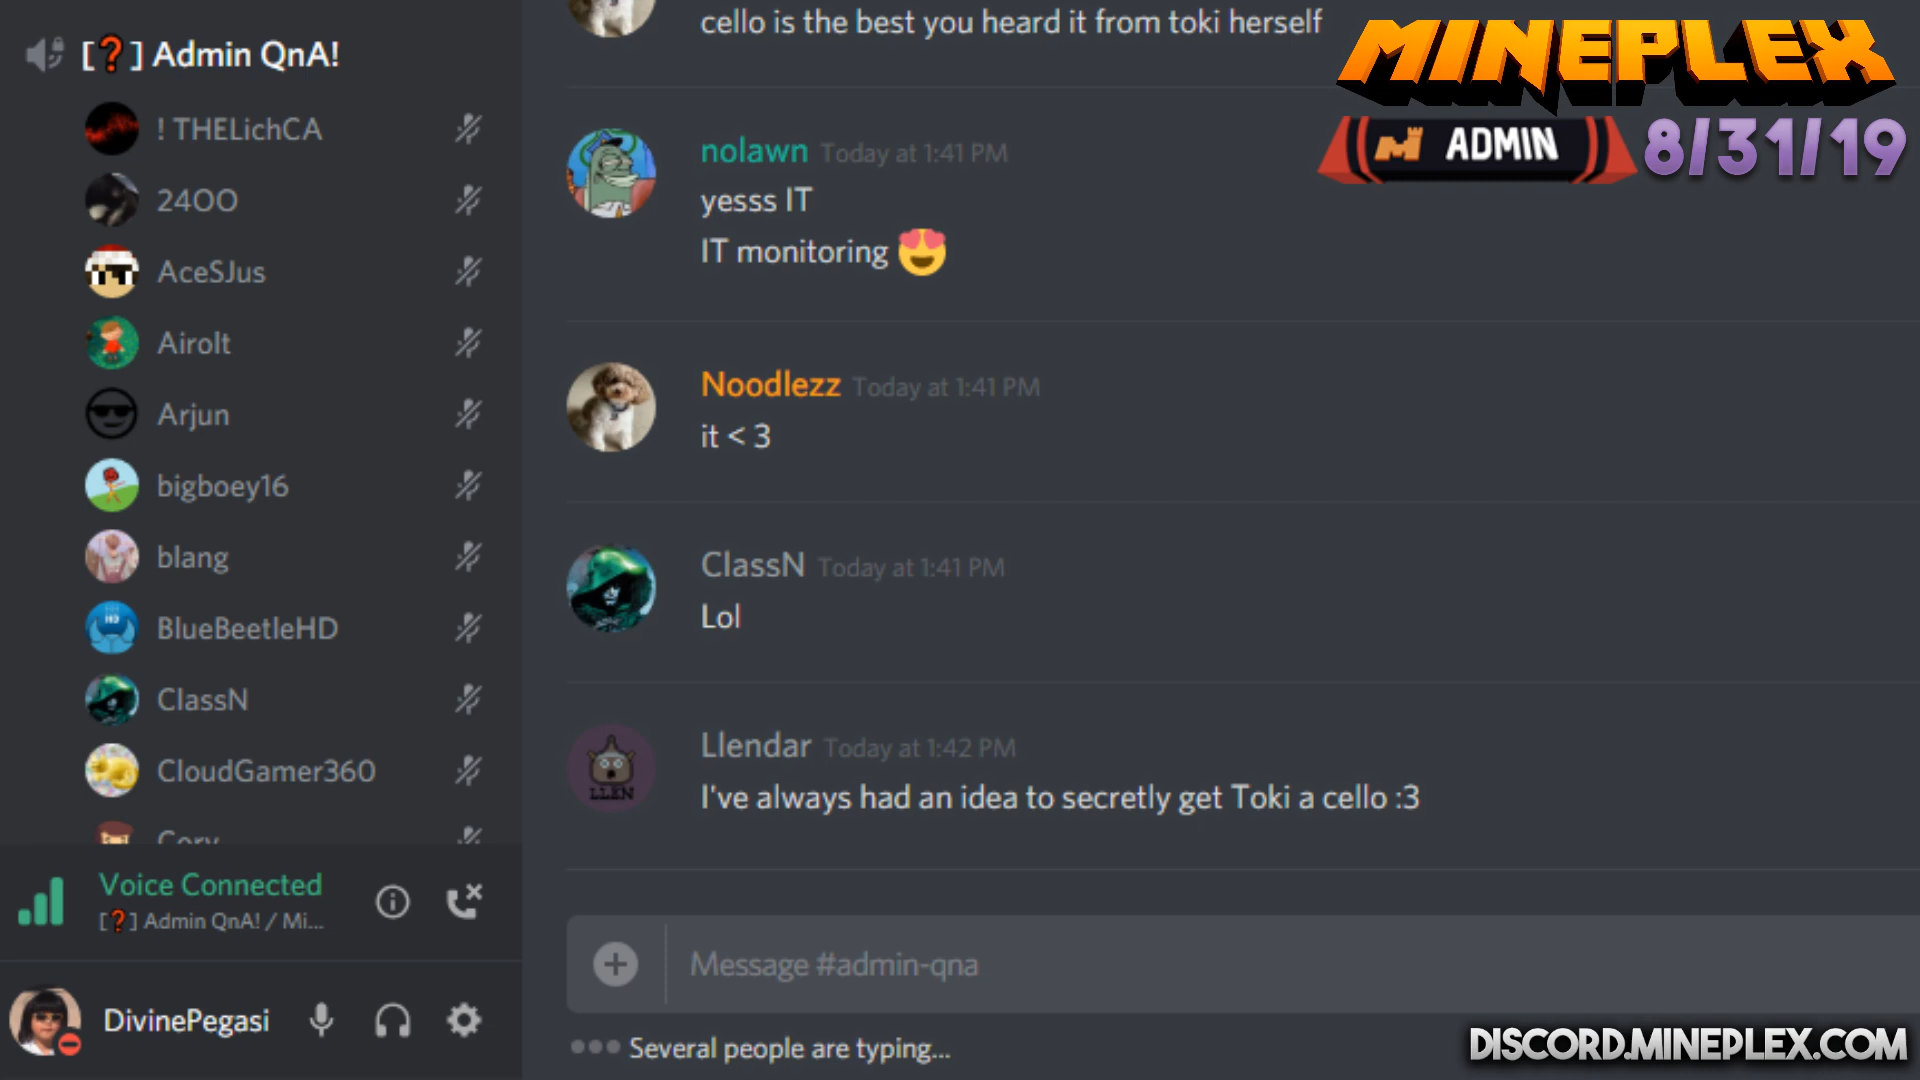 [❓] Admin QnA!
! THELichCA
24OO
AceSJus
Airolt
Arjun
bigboey16
blang
BlueBeetleHD
ClassN
CloudGamer360
Cory
Voice Connected
[❓] Admin QnA! / Mi...
DivinePegasi
cello is the best you heard it from toki herself
nolawn Today at 1:41 PM
yesss IT
IT monitoring 😍
Noodlezz Today at 1:41 PM
it < 3
ClassN Today at 1:41 PM
Lol
LLEN
Llendar Today at 1:42 PM
I've always had an idea to secretly get Toki a cello :3
Message #admin-qna
Several people are typing...
MINEPLEX
ADMIN 8/31/19
DISCORD.MINEPLEX.COM